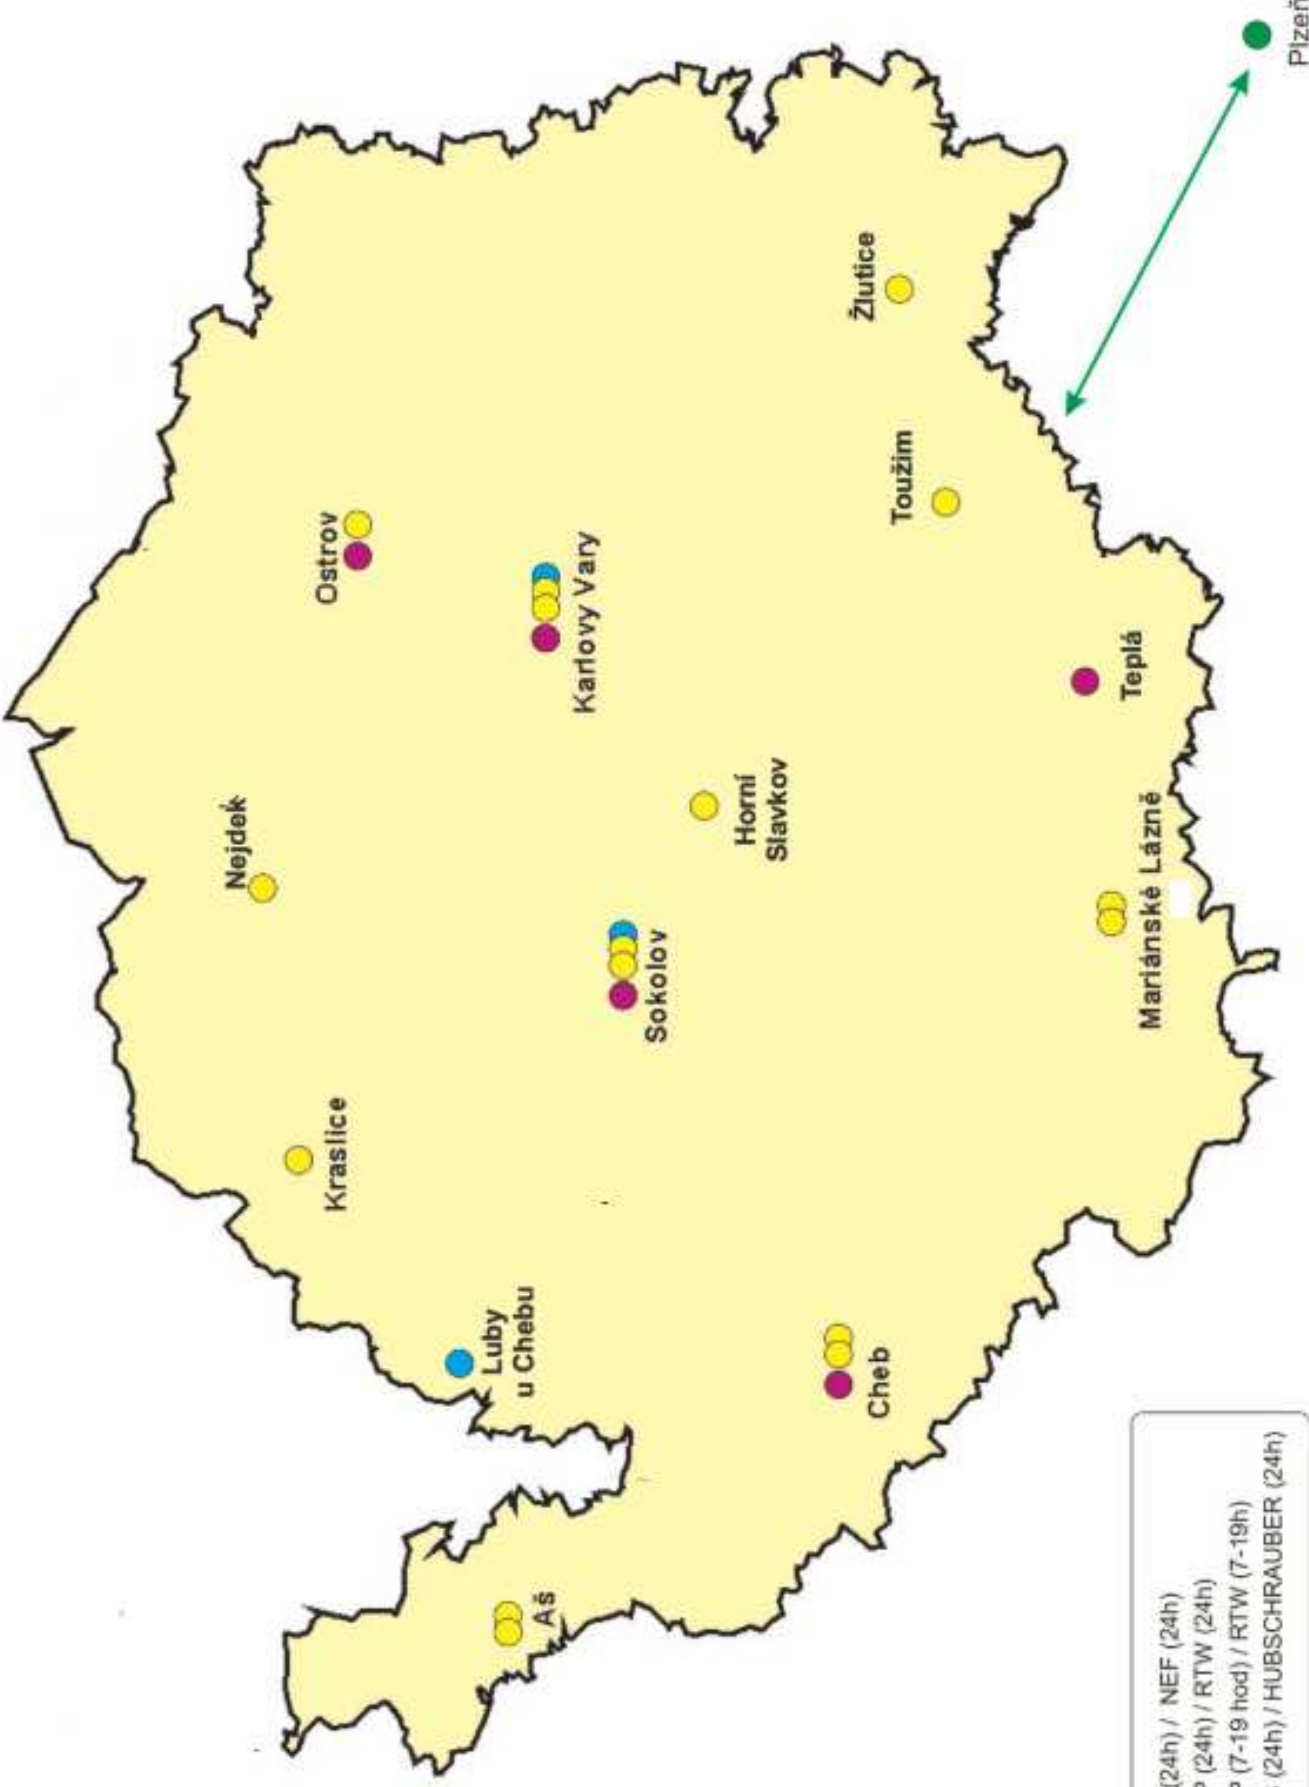 Nejdek
Kraslice
Ostrov
Luby
u Chebu
Aš
Karlovy Vary
Sokolov
Horní
Slavkov
Cheb
Žlutice
Toužim
Teplá
Mariánské Lázně
Plzeň
(24h) / NEF (24h)
(24h) / RTW (24h)
(7-19 hod) / RTW (7-19h)
(24h) / HUBSCHRAUBER (24h)